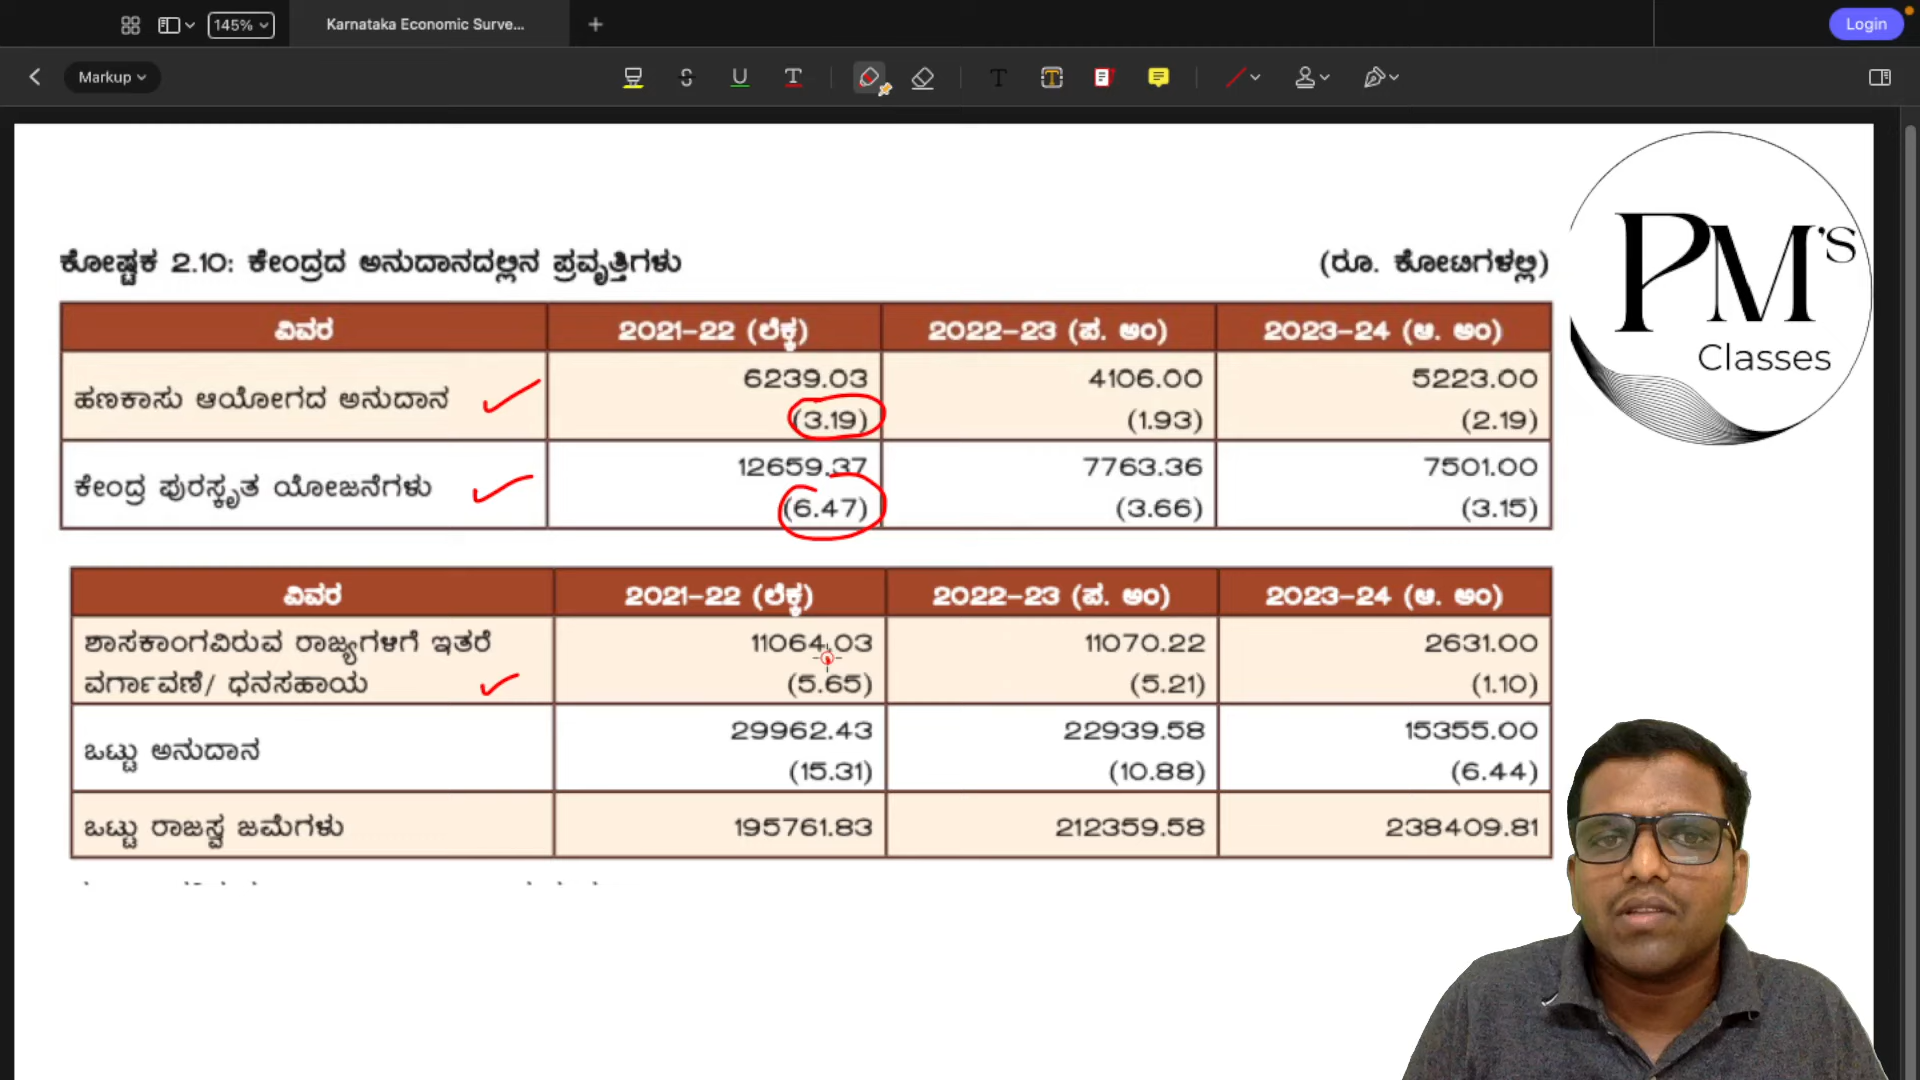 145%
Karnataka Economic Surve...
Login
Markup
PM's
Classes
ಕೋಷ್ಟಕ 2.10: ಕೇಂದ್ರದ ಅನುದಾನದಲ್ಲಿನ ಪ್ರವೃತ್ತಿಗಳು (ರೂ. ಕೋಟಿಗಳಲ್ಲಿ)
ವಿವರ 2021-22 (ಲೆಕ್ಕ) 2022-23 (ಪ. ಅಂ) 2023-24 (ಆ. ಅಂ)
ಹಣಕಾಸು ಆಯೋಗದ ಅನುದಾನ 6239.03 4106.00 5223.00
(3.19) (1.93) (2.19)
ಕೇಂದ್ರ ಪುರಸ್ಕೃತ ಯೋಜನೆಗಳು 12659.37 7763.36 7501.00
(6.47) (3.66) (3.15)
ವಿವರ 2021-22 (ಲೆಕ್ಕ) 2022-23 (ಪ. ಅಂ) 2023-24 (ಆ. ಅಂ)
ಶಾಸಕಾಂಗವಿರುವ ರಾಜ್ಯಗಳಿಗೆ ಇತರೆ 11064.03 11070.22 2631.00
ವರ್ಗಾವಣೆ/ ಧನಸಹಾಯ (5.65) (5.21) (1.10)
ಒಟ್ಟು ಅನುದಾನ 29962.43 22939.58 15355.00
(15.31) (10.88) (6.44)
ಒಟ್ಟು ರಾಜಸ್ವ ಜಮೆಗಳು 195761.83 212359.58 238409.81